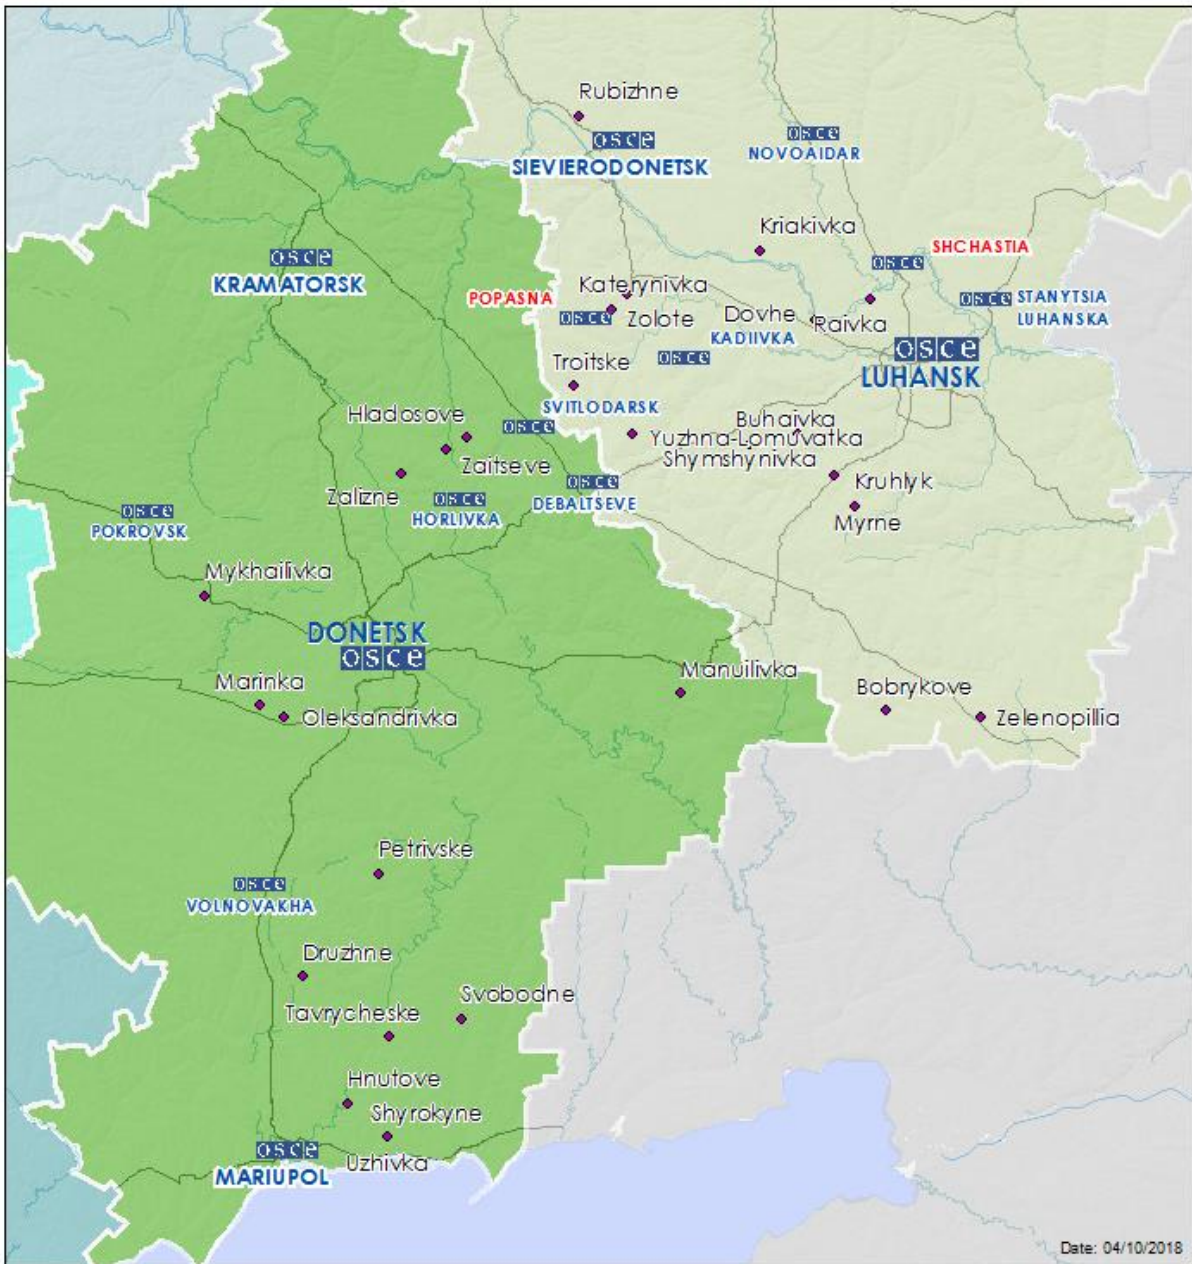 Rubizhne
osce
SIEVIERODONETSK
osce
NOVOAIDAR
Kriakivka
SHCHASTIA
osce
osce
KRAMATORSK
POPASNA
Katerynivka
osce
Zolote
Dovhe
KADIIVKA
Raivka
osce
STANYTSIA
LUHANSKA
osce
osce
LUHANSK
Troitske
SVITLODARSK
osce
Hladosove
Zaitseve
Zalizne
Buhaivka
Yuzhna-Lomuvatka
Shymshynivka
Kruhlyk
Myrne
osce
HORLIVKA
osce
DEBALTSEVE
osce
POKROVSK
Mykhailivka
DONETSK
osce
Marinka
Oleksandrivka
Manuilivka
Bobrykove
Zelenopillia
Petrivske
osce
VOLNOVAKHA
Druzhne
Svobodne
Tavrycheske
Hnutove
Shyrokyne
osce
MARIUPOL
Uzhivka
Date: 04/10/2018